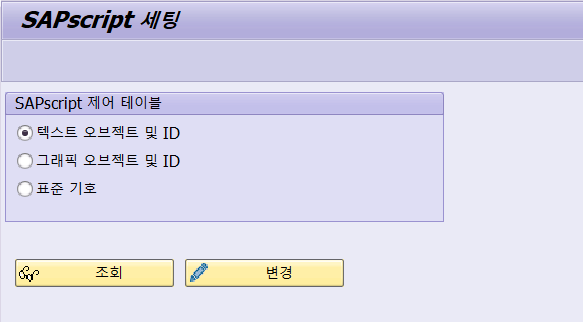 SAPscript 세팅
SAPscript 제어 테이블
텍스트 오브젝트 및 ID
그래픽 오브젝트 및 ID
표준 기호
조회
변경